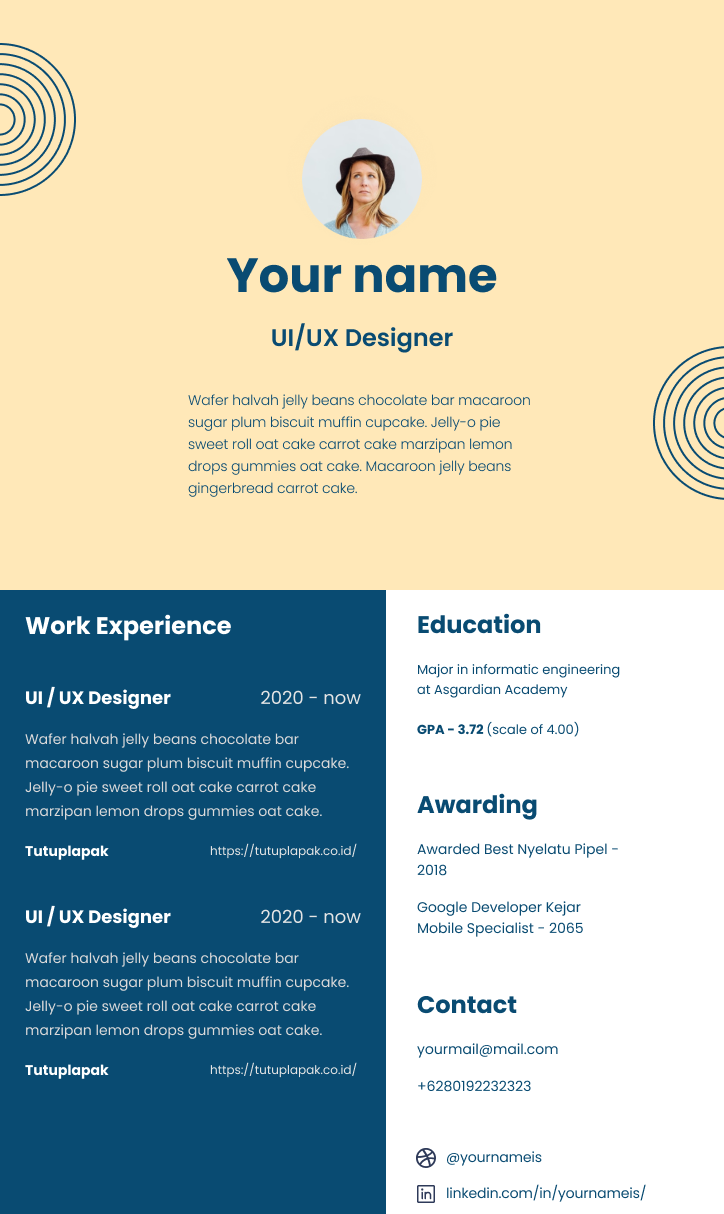 Your name
UI/UX Designer
Wafer halvah jelly beans chocolate bar macaroon
sugar plum biscuit muffin cupcake. Jelly-o pie
sweet roll oat cake carrot cake marzipan lemon
drops gummies oat cake. Macaroon jelly beans
gingerbread carrot cake.
Work Experience
UI / UX Designer 2020 - now
Wafer halvah jelly beans chocolate bar
macaroon sugar plum biscuit muffin cupcake.
Jelly-o pie sweet roll oat cake carrot cake
marzipan lemon drops gummies oat cake.
Tutuplapak https://tutuplapak.co.id/
UI / UX Designer 2020 - now
Wafer halvah jelly beans chocolate bar
macaroon sugar plum biscuit muffin cupcake.
Jelly-o pie sweet roll oat cake carrot cake
marzipan lemon drops gummies oat cake.
Tutuplapak https://tutuplapak.co.id/
Education
Major in informatic engineering
at Asgardian Academy
GPA - 3.72 (scale of 4.00)
Awarding
Awarded Best Nyelatu Pipel -
2018
Google Developer Kejar
Mobile Specialist - 2065
Contact
yourmail@mail.com
+6280192232323
@yournameis
linkedin.com/in/yournameis/